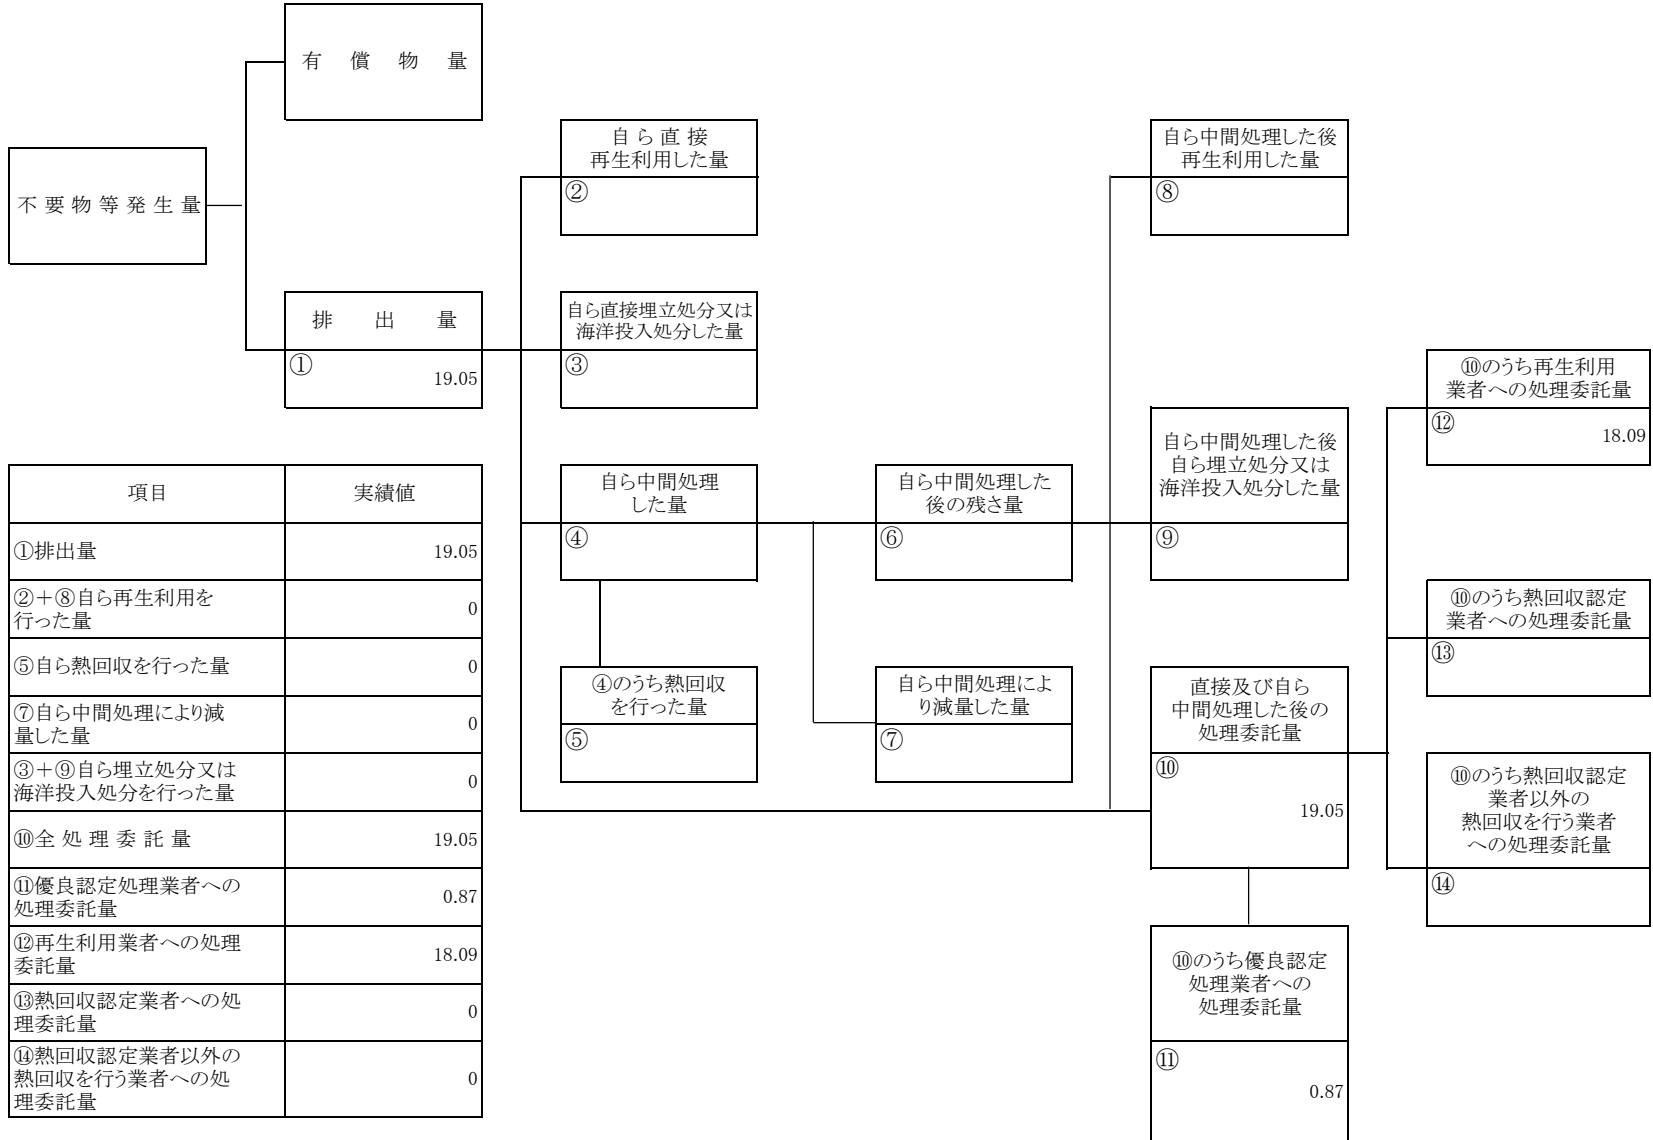 有 償 物 量
不 要 物 等 発 生 量
排 出 量
①
19.05
自 ら 直 接
再生利用した量
②
自ら直接埋立処分又は
海洋投入処分した量
③
自ら中間処理
した量
④
④のうち熱回収
を行った量
⑤
自ら中間処理した
後の残さ量
⑥
自ら中間処理によ
り減量した量
⑦
自ら中間処理した後
再生利用した量
⑧
自ら中間処理した後
自ら埋立処分又は
海洋投入処分した量
⑨
直接及び自ら
中間処理した後の
処理委託量
⑩
19.05
⑩のうち優良認定
処理業者への
処理委託量
⑪
0.87
⑩のうち再生利用
業者への処理委託量
⑫
18.09
⑩のうち熱回収認定
業者への処理委託量
⑬
⑩のうち熱回収認定
業者以外の
熱回収を行う業者
への処理委託量
⑭
項目 実績値
①排出量 19.05
②＋⑧自ら再生利用を
行った量 0
⑤自ら熱回収を行った量 0
⑦自ら中間処理により減
量した量 0
③＋⑨自ら埋立処分又は
海洋投入処分を行った量 0
⑩全 処 理 委 託 量 19.05
⑪優良認定処理業者への
処理委託量 0.87
⑫再生利用業者への処理
委託量 18.09
⑬熱回収認定業者への処
理委託量 0
⑭熱回収認定業者以外の
熱回収を行う業者への処
理委託量 0